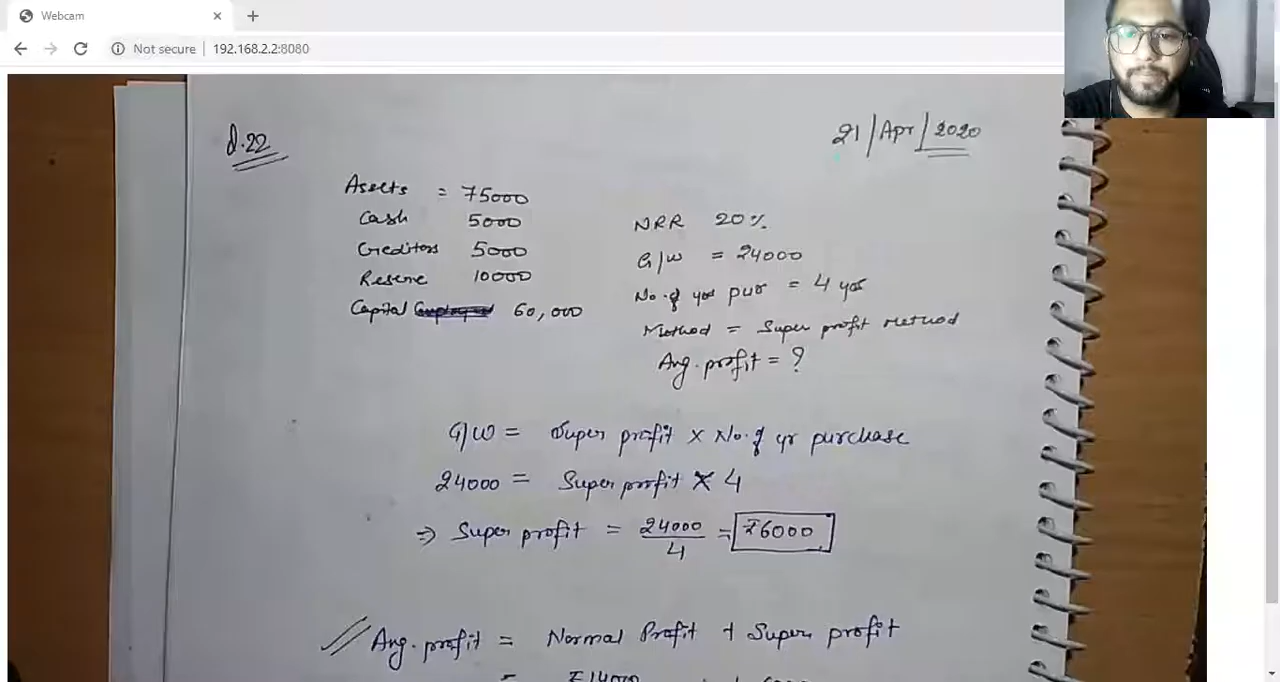 Webcam
Not secure 192.168.2.2:8080
Q.22
21/Apr/2020
Assets = 75000
Cash 5000
Creditors 5000
Reserve 10000
Capital 60,000
NRR 20%
G/W = 24000
No. of yrs pur = 4 yrs
Method = Super profit method
Avg. profit = ?
G/W = Super profit × No. of yr purchase
24000 = Super profit × 4
⇒ Super profit = 24000/4 = ₹6000
Avg. profit = Normal Profit + Super profit
= ₹14000 +